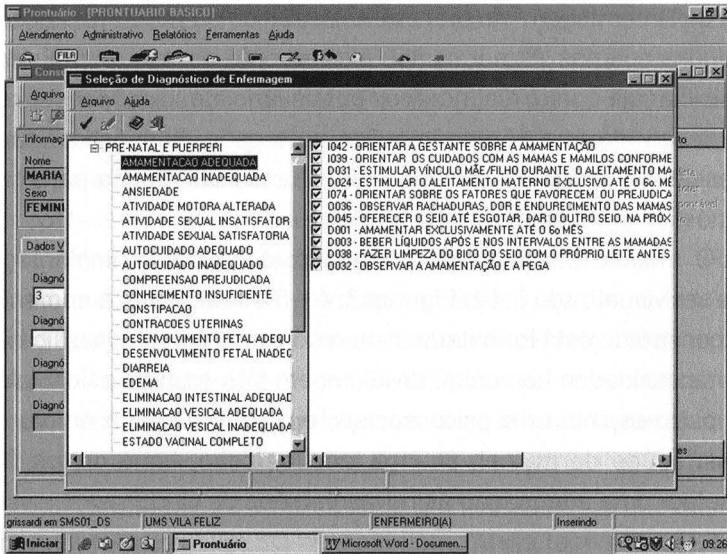 Prontuário - [PRONTUARIO BASICO]
Atendimento Administrativo Relatórios Ferramentas Ajuda
FILA
Seleção de Diagnóstico de Enfermagem
Arquivo Ajuda
Arquivo
Informaç
Nome
MARIA
Sexo
FEMINI
Dados V
Diagnó
3
Diagnó
Diagnó
Diagnó
PRE-NATAL E PUERPERI
AMAMENTACAO ADEQUADA
AMAMENTACAO INADEQUADA
ANSIEDADE
ATIVIDADE MOTORA ALTERADA
ATIVIDADE SEXUAL INSATISFATOR
ATIVIDADE SEXUAL SATISFATORIA
AUTOCUIDADO ADEQUADO
AUTOCUIDADO INADEQUADO
COMPREENSAO PREJUDICADA
CONHECIMENTO INSUFICIENTE
CONSTIPACAO
CONTRACOES UTERINAS
DESENVOLVIMENTO FETAL ADEQU
DESENVOLVIMENTO FETAL INADEQ
DIARREIA
EDEMA
ELIMINACAO INTESTINAL ADEQUAD
ELIMINACAO VESICAL ADEQUADA
ELIMINACAO VESICAL INADEQUADA
ESTADO VACINAL COMPLETO
I042 - ORIENTAR A GESTANTE SOBRE A AMAMENTAÇÃO
I039 - ORIENTAR OS CUIDADOS COM AS MAMAS E MAMILOS CONFORME
D031 - ESTIMULAR VÍNCULO MÃE/FILHO DURANTE O ALEITAMENTO MA
D024 - ESTIMULAR O ALEITAMENTO MATERNO EXCLUSIVO ATÉ O 6o. MÊ
I074 - ORIENTAR SOBRE OS FATORES QUE FAVORECEM OU PREJUDICA
D036 - OBSERVAR RACHADURAS, DOR E ENDURECIMENTO DAS MAMAS
D045 - OFERECER O SEIO ATÉ ESGOTAR, DAR O OUTRO SEIO. NA PRÓX
D001 - AMAMENTAR EXCLUSIVAMENTE ATÉ O 6o MÊS
D003 - BEBER LÍQUIDOS APÓS E NOS INTERVALOS ENTRE AS MAMADAS
D038 - FAZER LIMPEZA DO BICO DO SEIO COM O PRÓPRIO LEITE ANTES
O032 - OBSERVAR A AMAMENTAÇÃO E A PEGA
grissardi em SMS01_DS UMS VILA FELIZ ENFERMEIRO(A) Inserindo
Iniciar Prontuário Microsoft Word - Documen... 09:29